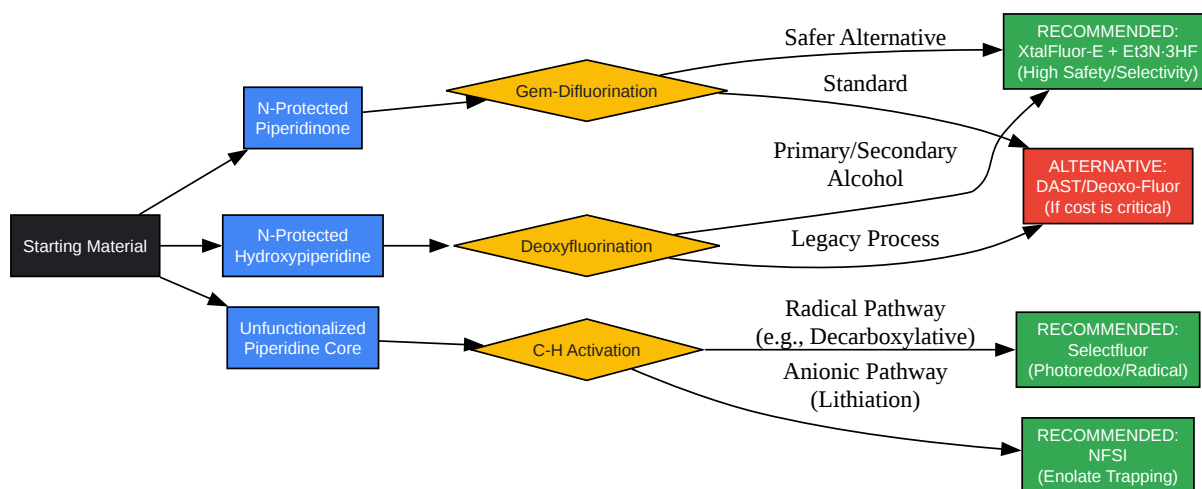 Starting Material
N-Protected
Piperidinone
N-Protected
Hydroxypiperidine
Unfunctionalized
Piperidine Core
Gem-Difluorination
Deoxyfluorination
C-H Activation
Safer Alternative
Standard
Primary/Secondary
Alcohol
Legacy Process
Radical Pathway
(e.g., Decarboxylative)
Anionic Pathway
(Lithiation)
RECOMMENDED:
XtalFluor-E + Et3N·3HF
(High Safety/Selectivity)
ALTERNATIVE:
DAST/Deoxo-Fluor
(If cost is critical)
RECOMMENDED:
Selectfluor
(Photoredox/Radical)
RECOMMENDED:
NFSI
(Enolate Trapping)